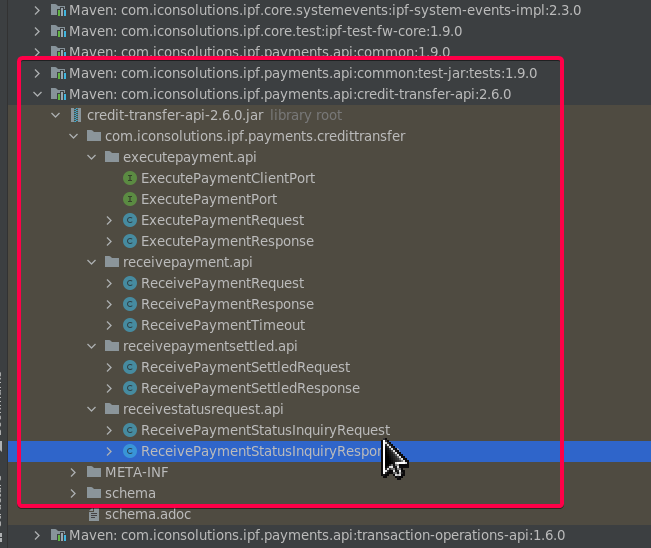 Maven: com.iconsolutions.ipf.core.systemevents:ipf-system-events-impl:2.3.0
Maven: com.iconsolutions.ipf.core.test:ipf-test-fw-core:1.9.0
Maven: com.iconsolutions.ipf.payments.api:common:1.9.0
Maven: com.iconsolutions.ipf.payments.api:common:test-jar:tests:1.9.0
Maven: com.iconsolutions.ipf.payments.api:credit-transfer-api:2.6.0
credit-transfer-api-2.6.0.jar library root
com.iconsolutions.ipf.payments.credittransfer
executepayment.api
ExecutePaymentClientPort
ExecutePaymentPort
ExecutePaymentRequest
ExecutePaymentResponse
receivepayment.api
ReceivePaymentRequest
ReceivePaymentResponse
ReceivePaymentTimeout
receivepaymentsettled.api
ReceivePaymentSettledRequest
ReceivePaymentSettledResponse
receivestatusrequest.api
ReceivePaymentStatusInquiryRequest
META-INF
schema
schema.adoc
Maven: com.iconsolutions.ipf.payments.api:transaction-operations-api:1.6.0